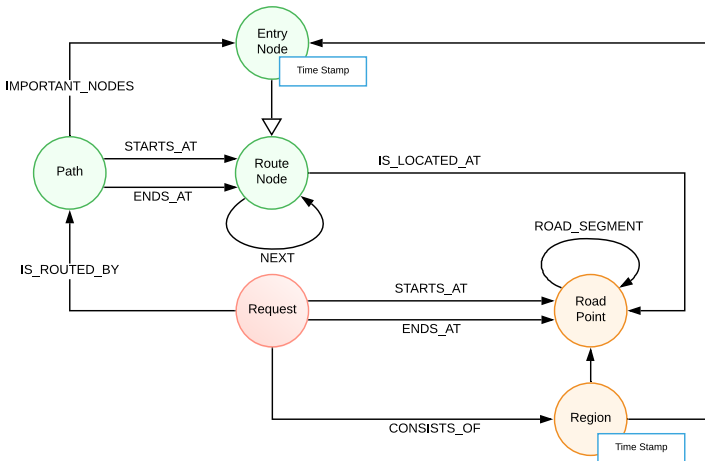 Entry
Node
Time Stamp
IMPORTANT_NODES
STARTS_AT
Path
Route
Node
IS_LOCATED_AT
ENDS_AT
ROAD_SEGMENT
NEXT
IS_ROUTED_BY
STARTS_AT
Request
Road
Point
ENDS_AT
Region
CONSISTS_OF
Time Stamp